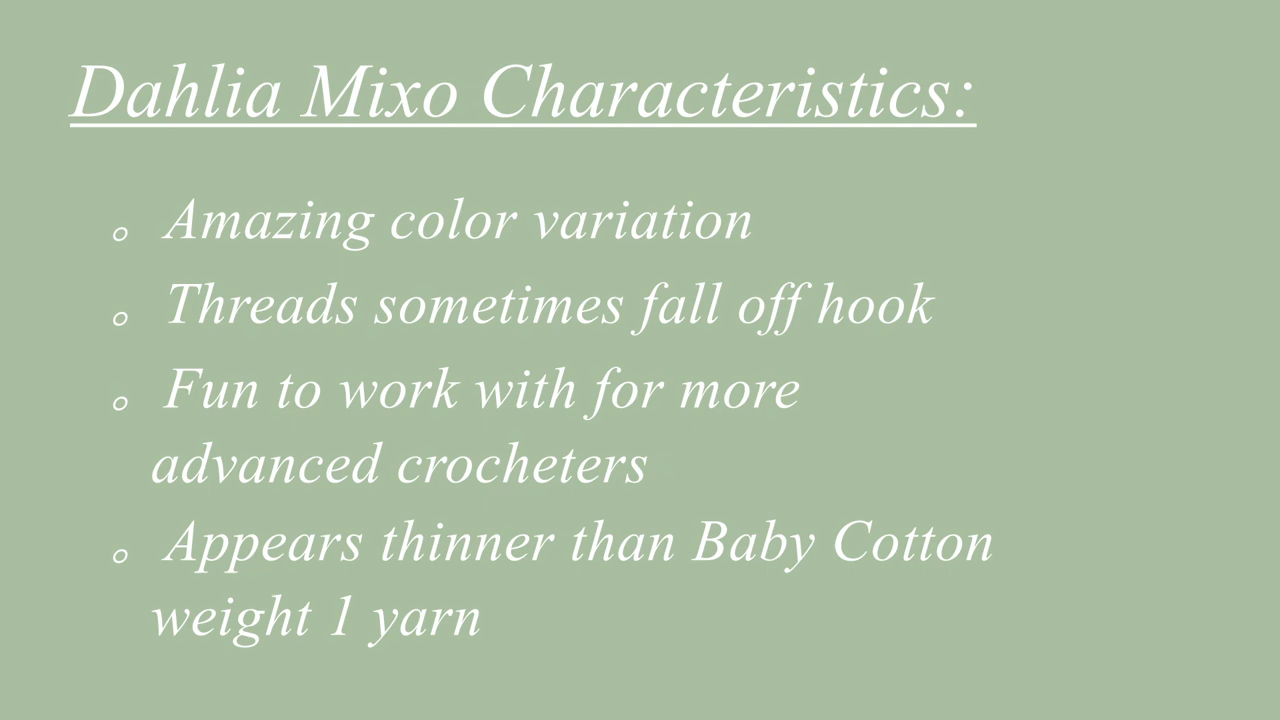 Dahlia Mixo Characteristics:
◦ Amazing color variation
◦ Threads sometimes fall off hook
◦ Fun to work with for more
advanced crocheters
◦ Appears thinner than Baby Cotton
weight 1 yarn